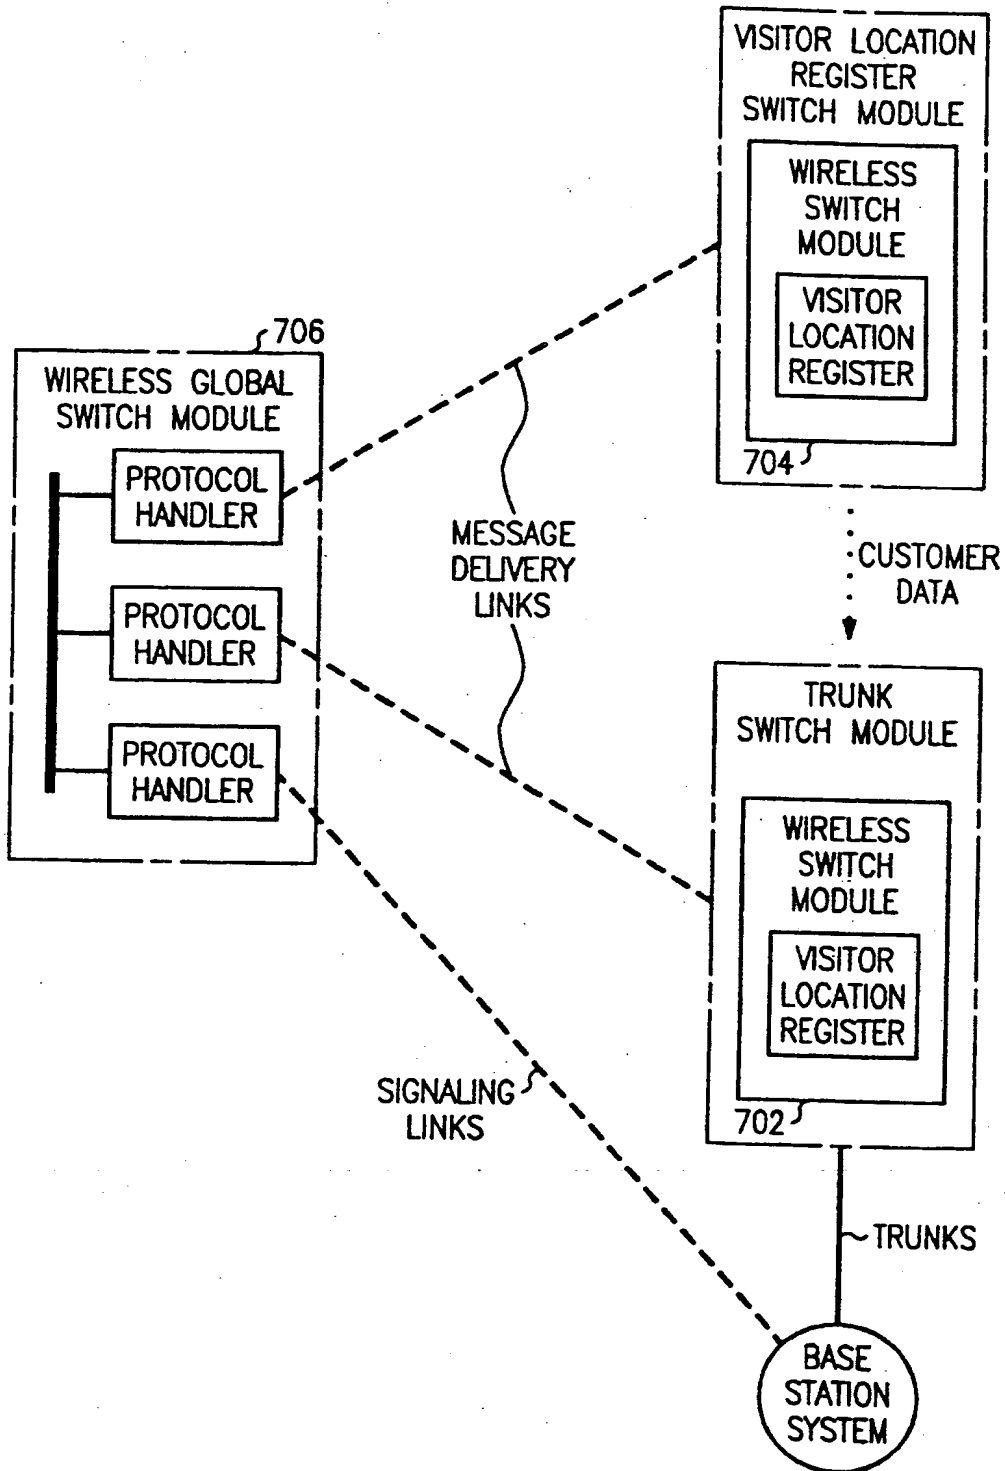 VISITOR LOCATION
REGISTER
SWITCH MODULE
WIRELESS
SWITCH
MODULE
VISITOR
LOCATION
REGISTER
704
706
WIRELESS GLOBAL
SWITCH MODULE
PROTOCOL
HANDLER
PROTOCOL
HANDLER
PROTOCOL
HANDLER
MESSAGE
DELIVERY
LINKS
CUSTOMER
DATA
TRUNK
SWITCH MODULE
WIRELESS
SWITCH
MODULE
VISITOR
LOCATION
REGISTER
702
SIGNALING
LINKS
TRUNKS
BASE
STATION
SYSTEM